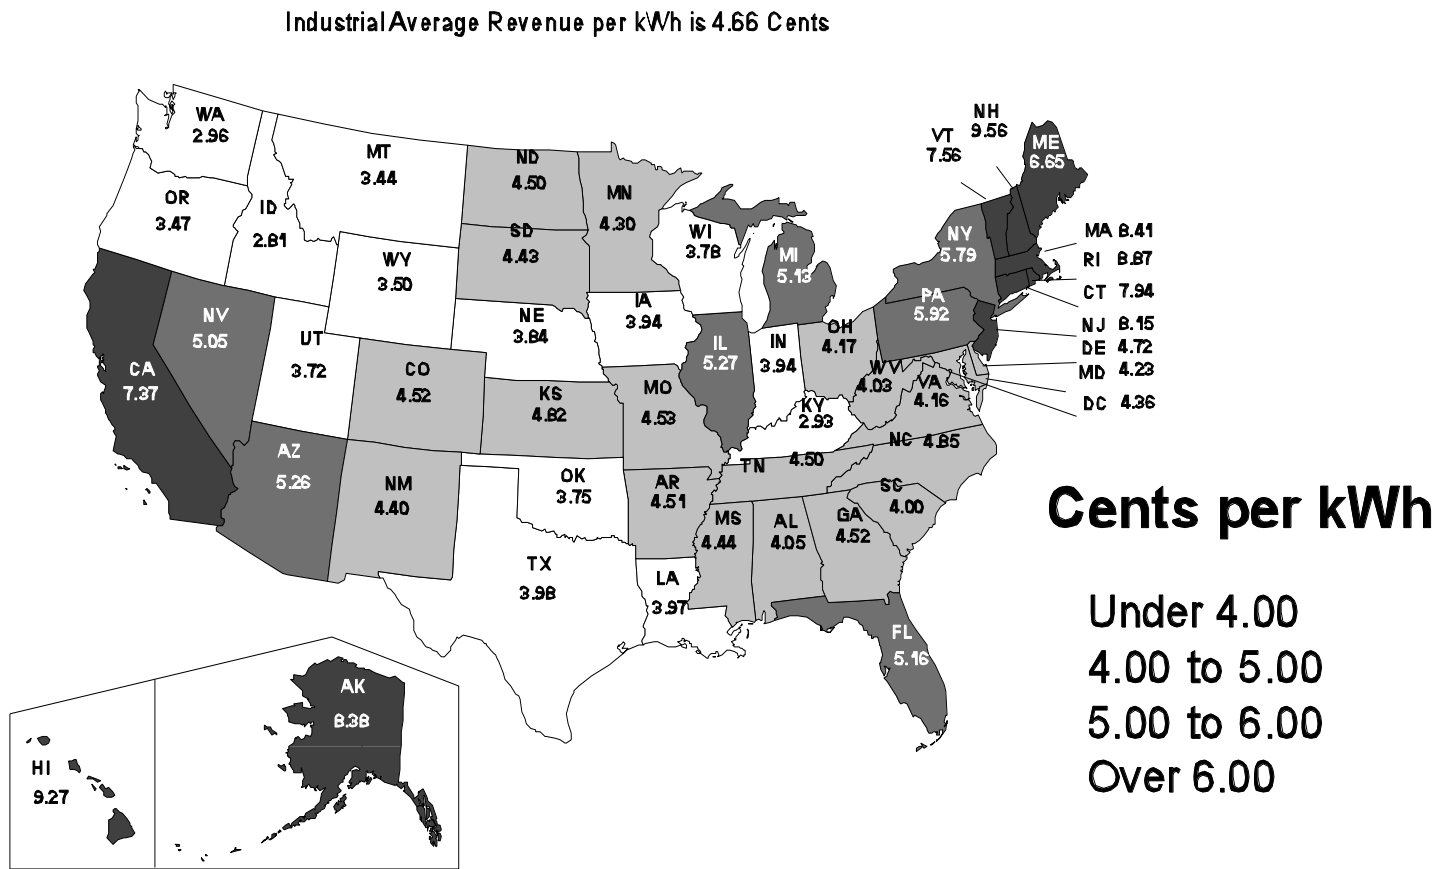 Industrial Average Revenue per kWh is 4.66 Cents
WA
2.96
MT
3.44
ND
4.50
MN
4.30
OR
3.47
ID
2.81
SD
4.43
WI
3.78
MI
5.13
VT
7.56
NH
9.56
ME
6.65
NY
5.79
WY
3.50
MA 8.41
RI 8.87
CT 7.94
NJ 8.15
DE 4.72
MD 4.23
DC 4.36
NV
5.05
UT
3.72
NE
3.84
IA
3.94
IL
5.27
IN
3.94
OH
4.17
PA
5.92
CA
7.37
CO
4.52
KS
4.82
MO
4.53
KY
2.93
WV
4.03
VA
4.16
AZ
5.26
NM
4.40
OK
3.75
AR
4.51
TN 4.50
NC 4.85
SC
4.00
MS
4.44
AL
4.05
GA
4.52
TX
3.98
LA
3.97
FL
5.16
AK
8.38
HI
9.27
Cents per kWh
Under 4.00
4.00 to 5.00
5.00 to 6.00
Over 6.00